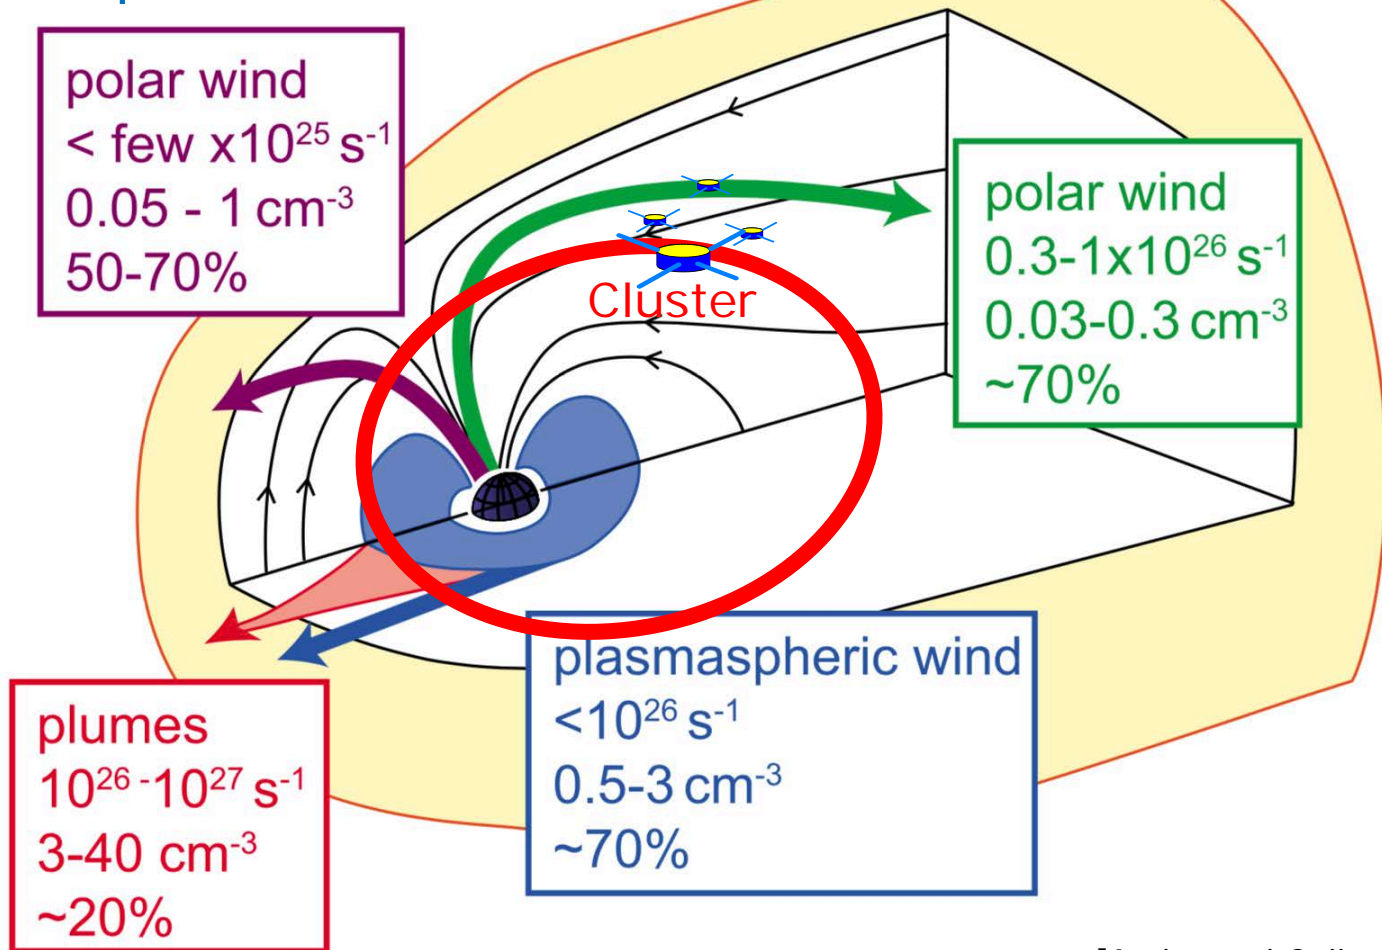 polar wind
< few x10²⁵ s⁻¹
0.05 - 1 cm⁻³
50-70%
polar wind
0.3-1x10²⁶ s⁻¹
0.03-0.3 cm⁻³
~70%
Cluster
plasmaspheric wind
<10²⁶ s⁻¹
0.5-3 cm⁻³
~70%
plumes
10²⁶ -10²⁷ s⁻¹
3-40 cm⁻³
~20%